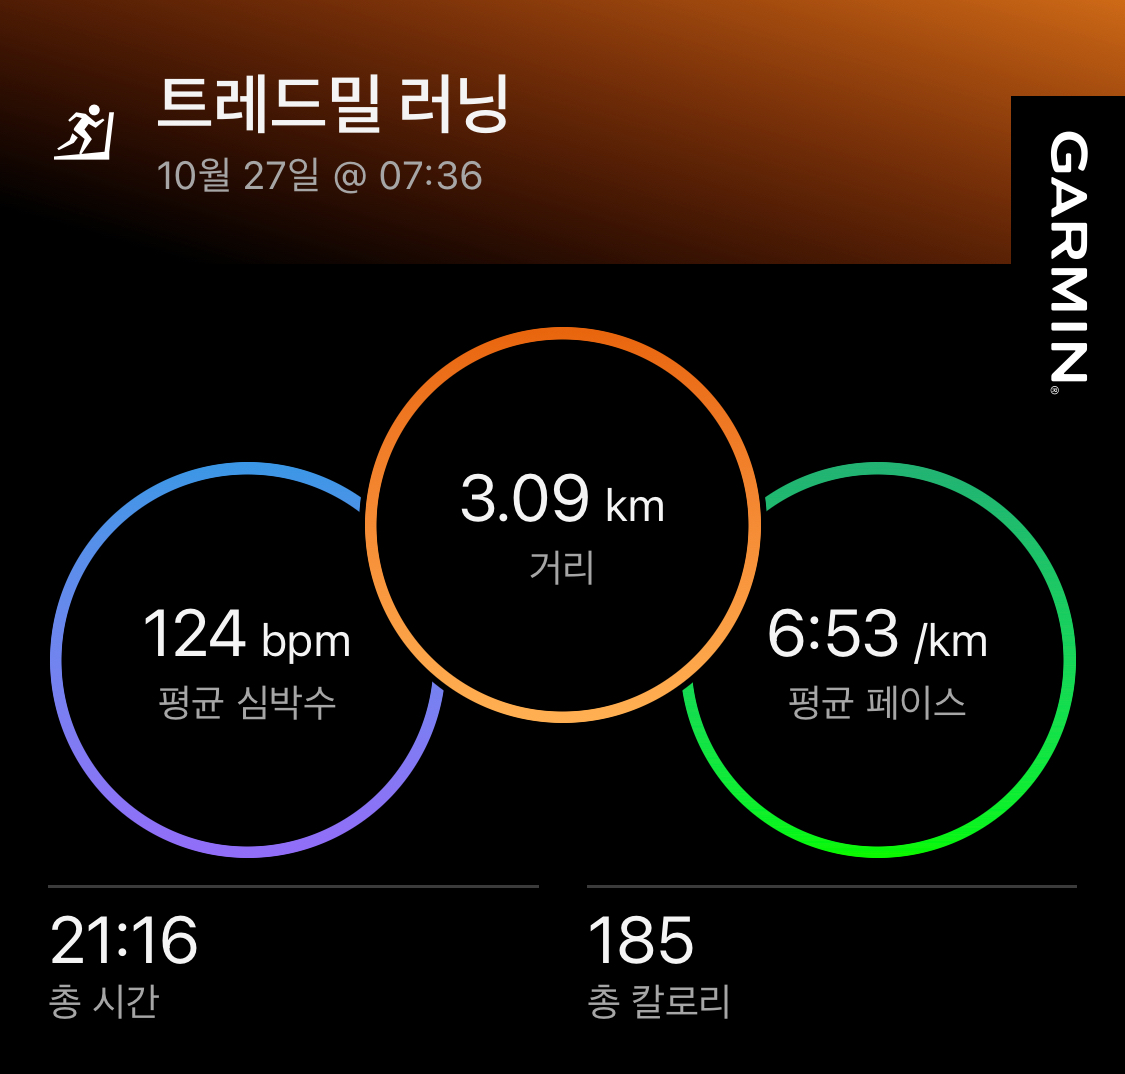 트레드밀 러닝
10월 27일 @ 07:36
GARMIN®
3.09 km
거리
124 bpm
평균 심박수
6:53 /km
평균 페이스
21:16
총 시간
185
총 칼로리